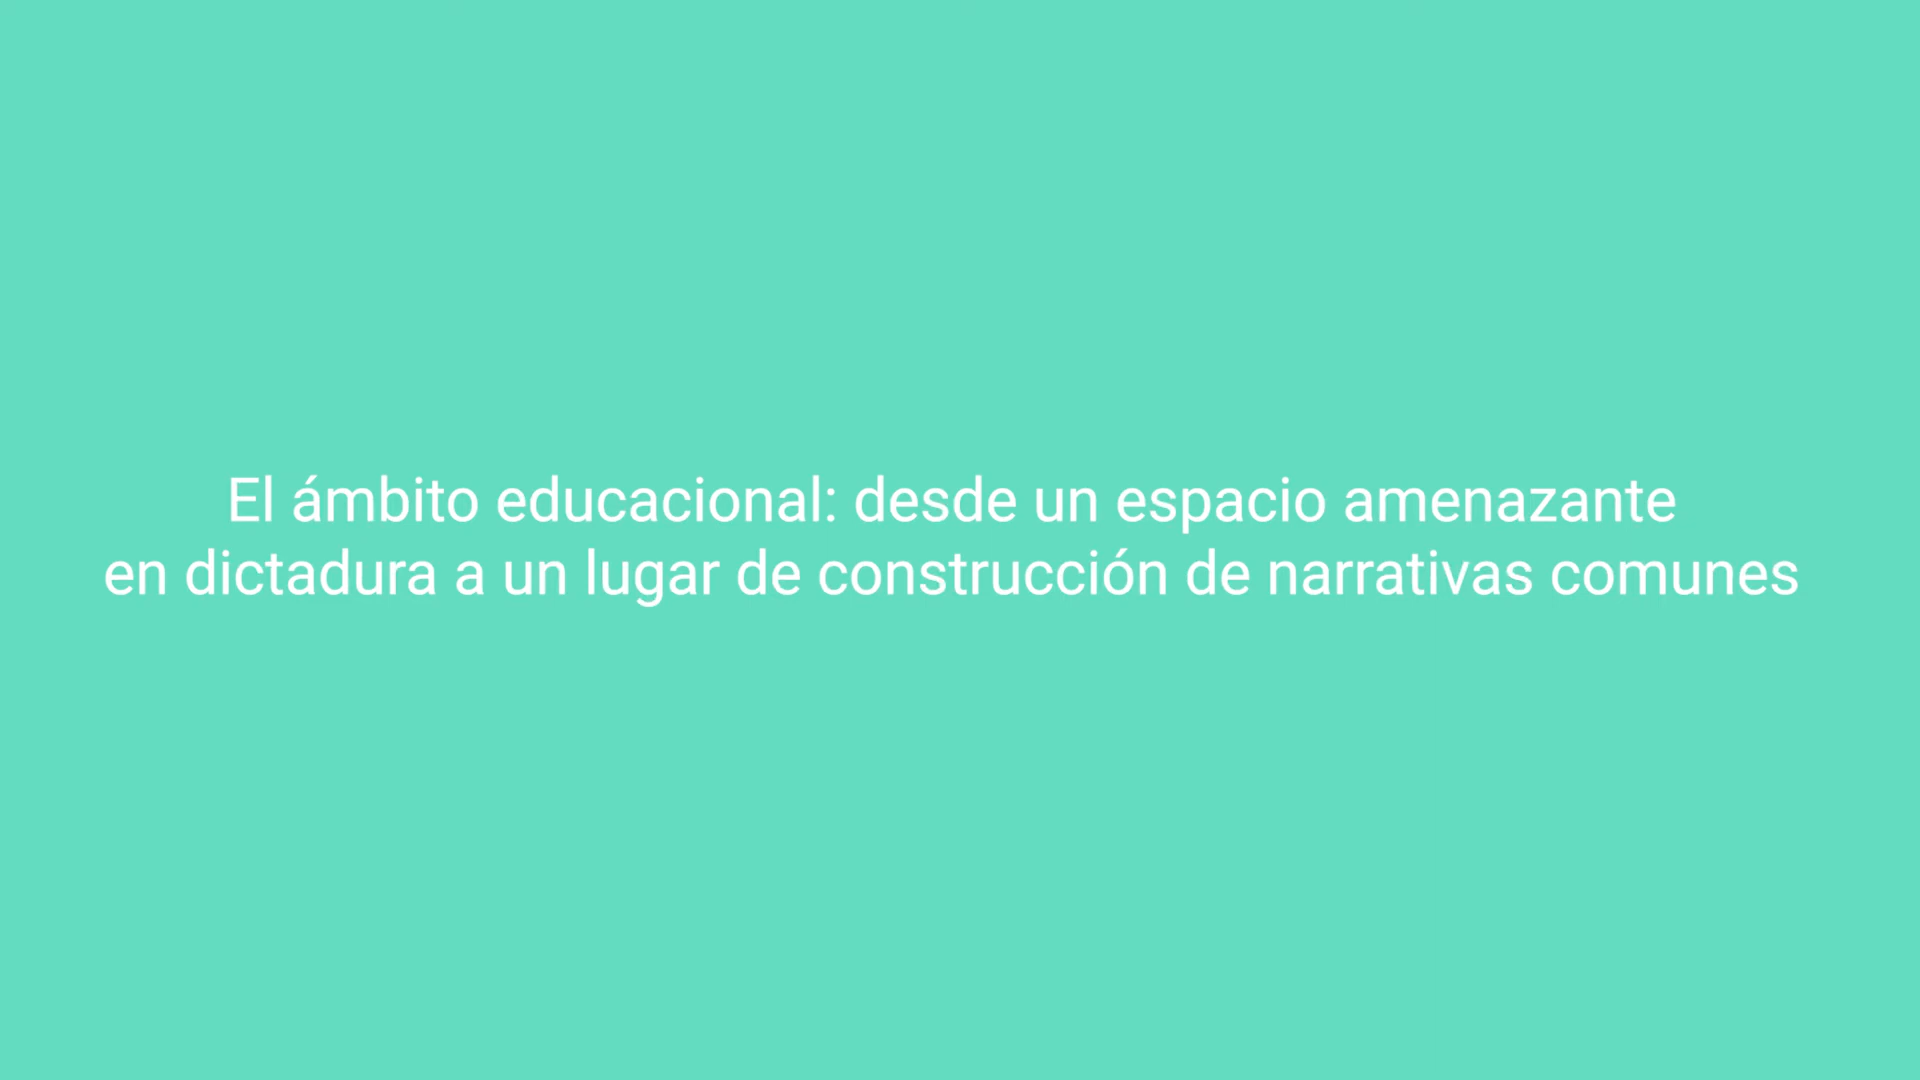 El ámbito educacional: desde un espacio amenazante
en dictadura a un lugar de construcción de narrativas comunes